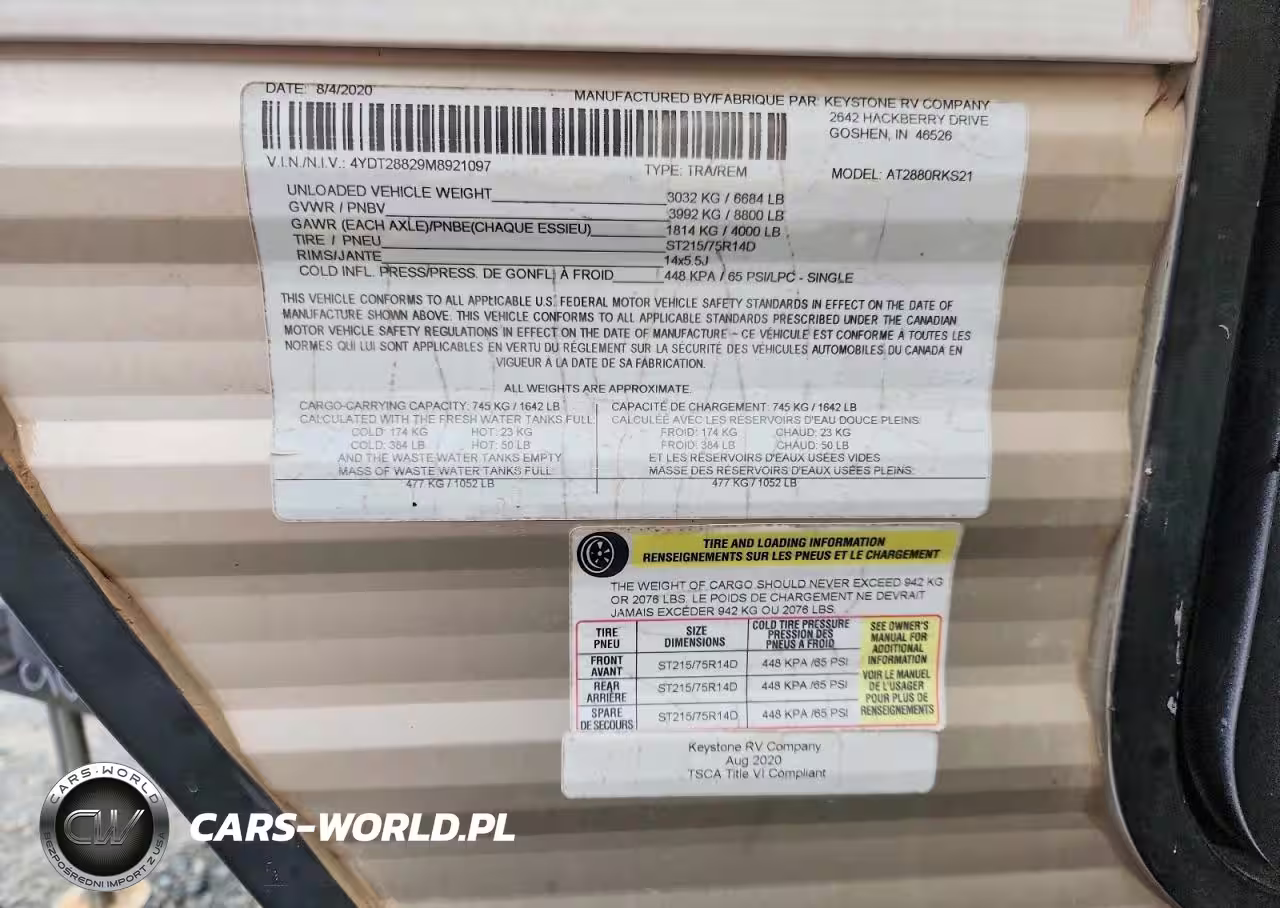 DATE: 8/4/2020
MANUFACTURED BY/FABRIQUE PAR: KEYSTONE RV COMPANY
2642 HACKBERRY DRIVE
GOSHEN, IN 46526
V.I.N./N.I.V.: 4YDT28829M8921097
TYPE: TRA/REM
MODEL: AT2880RKS21
UNLOADED VEHICLE WEIGHT 3032 KG / 6684 LB
GVWR / PNBV 3992 KG / 8800 LB
GAWR (EACH AXLE)/PNBE(CHAQUE ESSIEU) 1814 KG / 4000 LB
TIRE / PNEU ST215/75R14D
RIMS/JANTE 14x5.5J
COLD INFL. PRESS/PRESS. DE GONFL. À FROID 448 KPA / 65 PSI/LPC - SINGLE
THIS VEHICLE CONFORMS TO ALL APPLICABLE U.S. FEDERAL MOTOR VEHICLE SAFETY STANDARDS IN EFFECT ON THE DATE OF
MANUFACTURE SHOWN ABOVE. THIS VEHICLE CONFORMS TO ALL APPLICABLE STANDARDS PRESCRIBED UNDER THE CANADIAN
MOTOR VEHICLE SAFETY REGULATIONS IN EFFECT ON THE DATE OF MANUFACTURE ~ CE VÉHICULE EST CONFORME À TOUTES LES
NORMES QUI LUI SONT APPLICABLES EN VERTU DU RÉGLEMENT SUR LA SÉCURITÉ DES VÉHICULES AUTOMOBILES DU CANADA EN
VIGUEUR À LA DATE DE SA FABRICATION.
ALL WEIGHTS ARE APPROXIMATE.
CARGO-CARRYING CAPACITY: 745 KG / 1642 LB
CALCULATED WITH THE FRESH WATER TANKS FULL:
COLD: 174 KG HOT: 23 KG
COLD: 384 LB HOT: 50 LB
AND THE WASTE WATER TANKS EMPTY
MASS OF WASTE WATER TANKS FULL:
477 KG / 1052 LB
CAPACITÉ DE CHARGEMENT: 745 KG / 1642 LB
CALCULÉE AVEC LES RÉSERVOIRS D'EAU DOUCE PLEINS:
FROID: 174 KG CHAUD: 23 KG
FROID: 384 LB CHAUD: 50 LB
ET LES RÉSERVOIRS D'EAUX USÉES VIDES
MASSE DES RÉSERVOIRS D'EAUX USÉES PLEINS:
477 KG / 1052 LB
TIRE AND LOADING INFORMATION
RENSEIGNEMENTS SUR LES PNEUS ET LE CHARGEMENT
THE WEIGHT OF CARGO SHOULD NEVER EXCEED 942 KG
OR 2076 LBS. LE POIDS DE CHARGEMENT NE DEVRAIT
JAMAIS EXCÉDER 942 KG OU 2076 LBS.
TIRE
PNEU
SIZE
DIMENSIONS
COLD TIRE PRESSURE
PRESSION DES
PNEUS A FROID
FRONT
AVANT
ST215/75R14D
448 KPA /65 PSI
REAR
ARRIÈRE
ST215/75R14D
448 KPA /65 PSI
SPARE
DE SECOURS
ST215/75R14D
448 KPA /65 PSI
SEE OWNER'S
MANUAL FOR
ADDITIONAL
INFORMATION
VOIR LE MANUEL
DE L'USAGER
POUR PLUS DE
RENSEIGNEMENTS
Keystone RV Company
Aug 2020
TSCA Title VI Compliant
CARS-WORLD
CW
BEZPOŚREDNI IMPORT Z USA
CARS-WORLD.PL